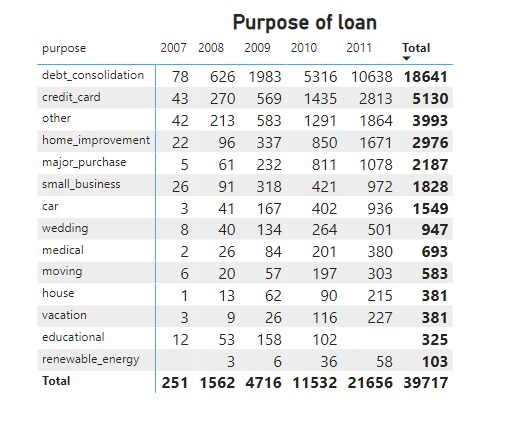 Purpose of loan
purpose 2007 2008 2009 2010 2011 Total
debt_consolidation 78 626 1983 5316 10638 18641
credit_card 43 270 569 1435 2813 5130
other 42 213 583 1291 1864 3993
home_improvement 22 96 337 850 1671 2976
major_purchase 5 61 232 811 1078 2187
small_business 26 91 318 421 972 1828
car 3 41 167 402 936 1549
wedding 8 40 134 264 501 947
medical 2 26 84 201 380 693
moving 6 20 57 197 303 583
house 1 13 62 90 215 381
vacation 3 9 26 116 227 381
educational 12 53 158 102 325
renewable_energy 3 6 36 58 103
Total 251 1562 4716 11532 21656 39717